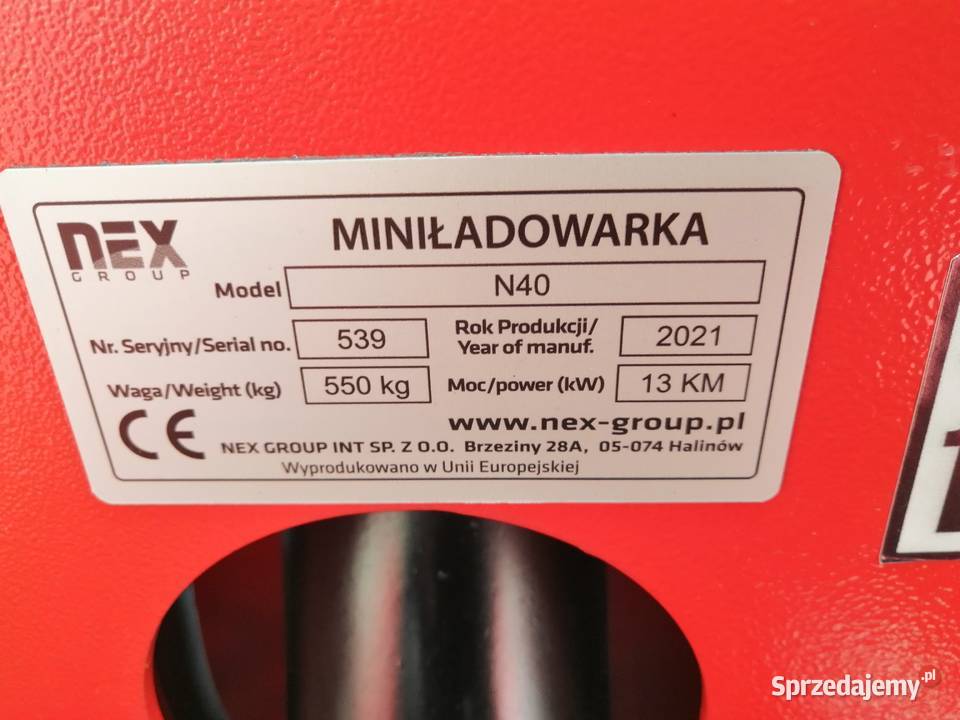 NEX
GROUP
MINIŁADOWARKA
Model N40
Nr. Seryjny/Serial no. 539
Rok Produkcji/
Year of manuf. 2021
Waga/Weight (kg) 550 kg
Moc/power (kW) 13 KM
www.nex-group.pl
CE
NEX GROUP INT SP. Z O.O. Brzeziny 28A, 05-074 Halinów
Wyprodukowano w Unii Europejskiej
Sprzedajemy.pl